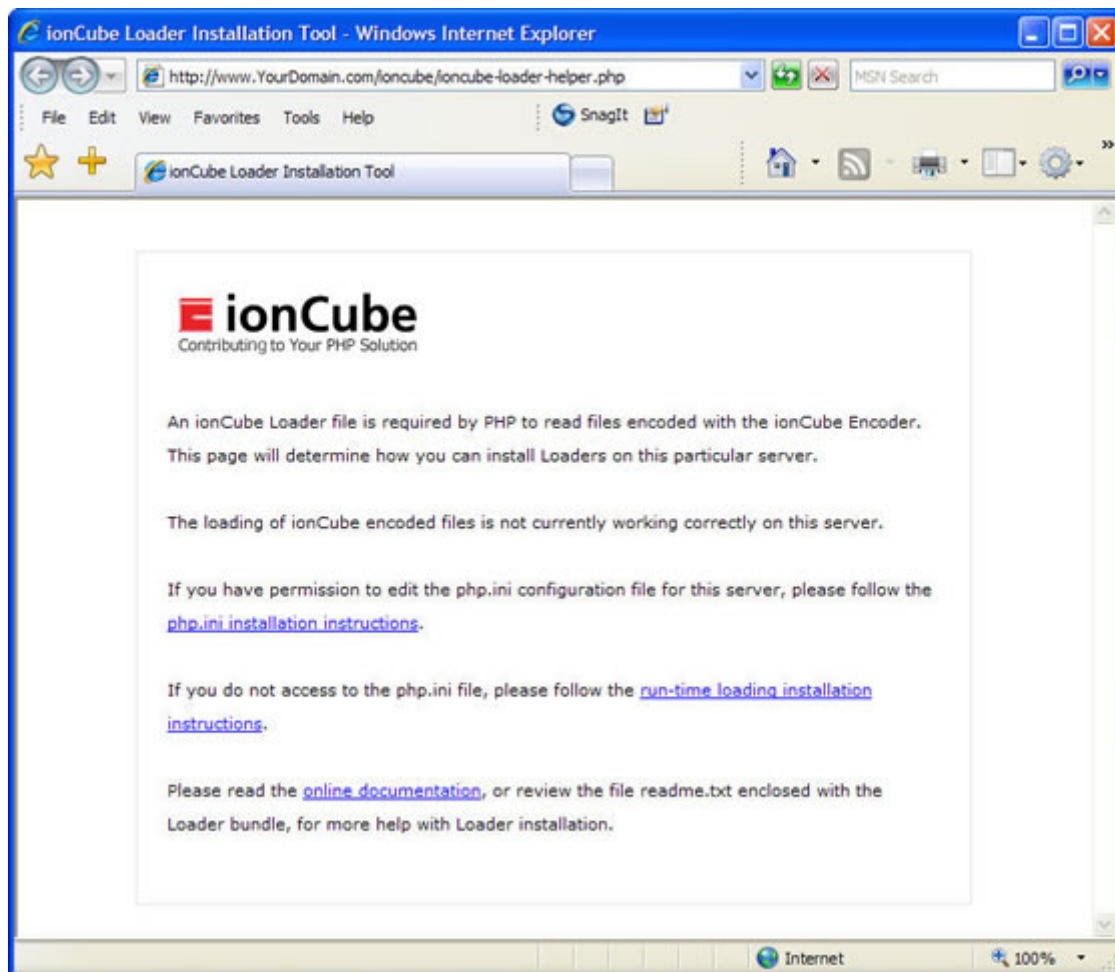 ionCube Loader Installation Tool - Windows Internet Explorer
http://www.YourDomain.com/ioncube/ioncube-loader-helper.php
MSN Search
File Edit View Favorites Tools Help
SnagIt
ionCube Loader Installation Tool
ionCube
Contributing to Your PHP Solution
An ionCube Loader file is required by PHP to read files encoded with the ionCube Encoder.
This page will determine how you can install Loaders on this particular server.
The loading of ionCube encoded files is not currently working correctly on this server.
If you have permission to edit the php.ini configuration file for this server, please follow the
php.ini installation instructions.
If you do not access to the php.ini file, please follow the run-time loading installation
instructions.
Please read the online documentation, or review the file readme.txt enclosed with the
Loader bundle, for more help with Loader installation.
Internet
100%